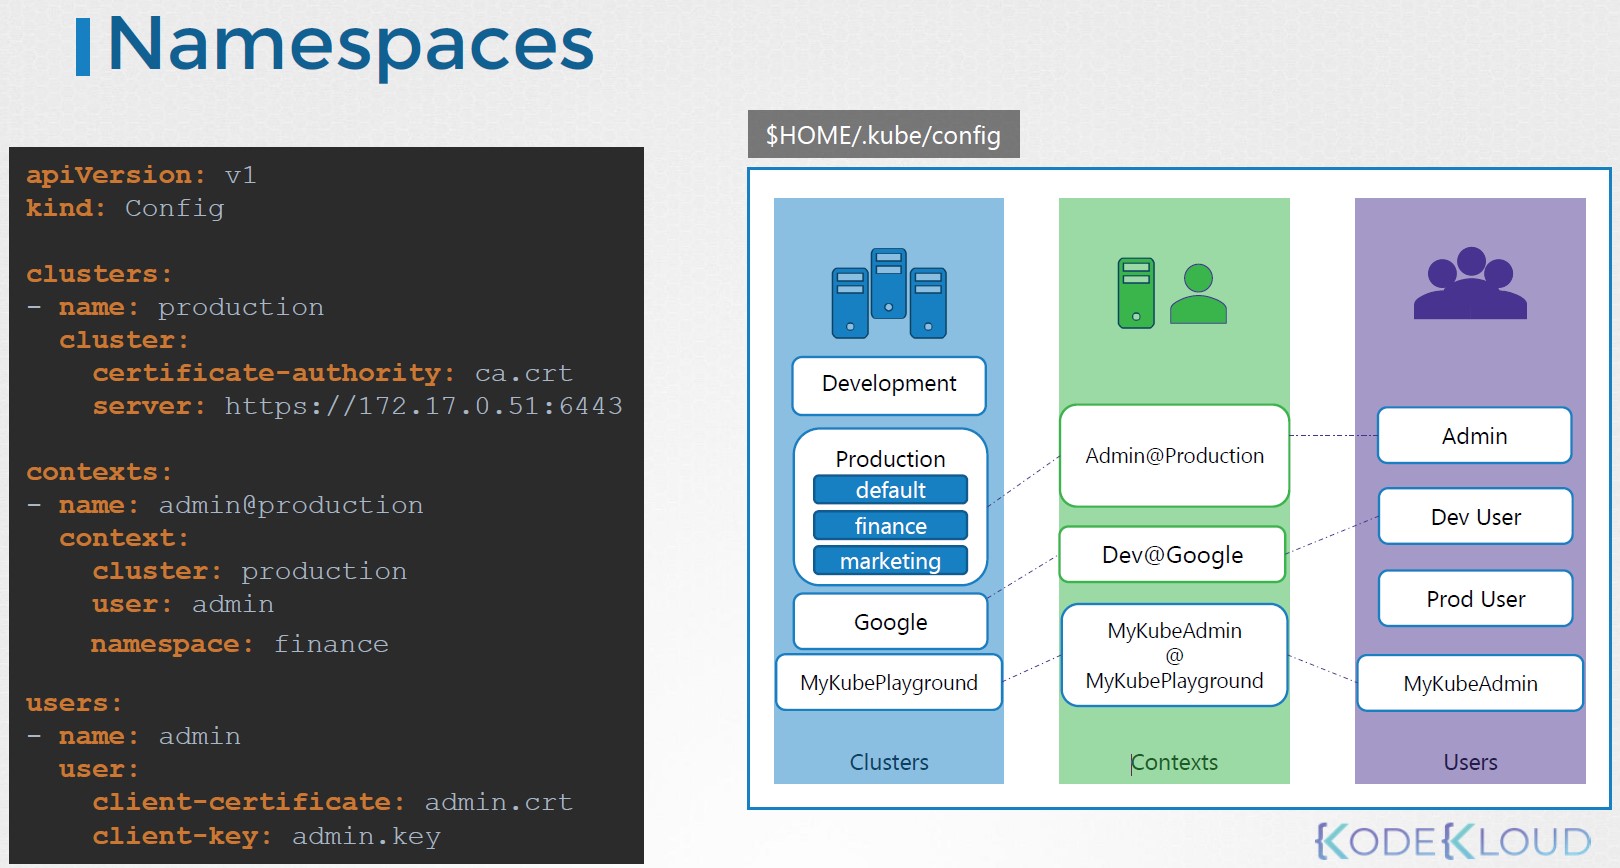 Namespaces
$HOME/.kube/config
apiVersion: v1
kind: Config
clusters:
- name: production
cluster:
certificate-authority: ca.crt
server: https://172.17.0.51:6443
contexts:
- name: admin@production
context:
cluster: production
user: admin
namespace: finance
users:
- name: admin
user:
client-certificate: admin.crt
client-key: admin.key
Development
Production
default
finance
marketing
Google
MyKubePlayground
Clusters
Admin@Production
Dev@Google
MyKubeAdmin
@
MyKubePlayground
Contexts
Admin
Dev User
Prod User
MyKubeAdmin
Users
KODEKLOUD